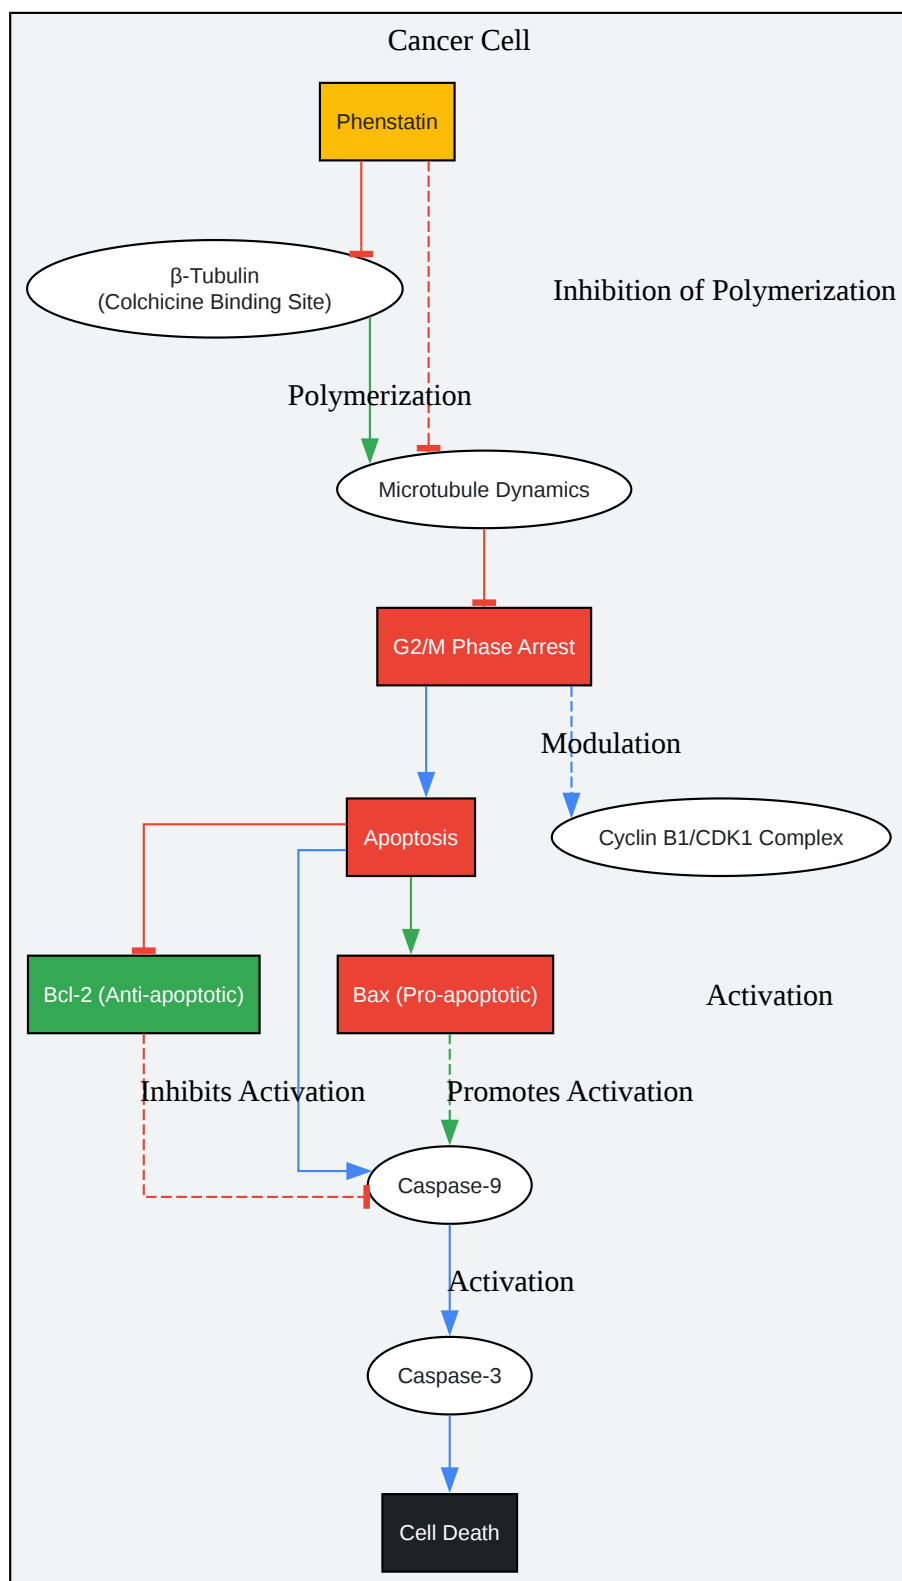 Cancer Cell
Phenstatin
β-Tubulin
(Colchicine Binding Site)
Inhibition of Polymerization
Polymerization
Microtubule Dynamics
G2/M Phase Arrest
Modulation
Apoptosis
Cyclin B1/CDK1 Complex
Bcl-2 (Anti-apoptotic)
Bax (Pro-apoptotic)
Activation
Inhibits Activation
Promotes Activation
Caspase-9
Activation
Caspase-3
Cell Death